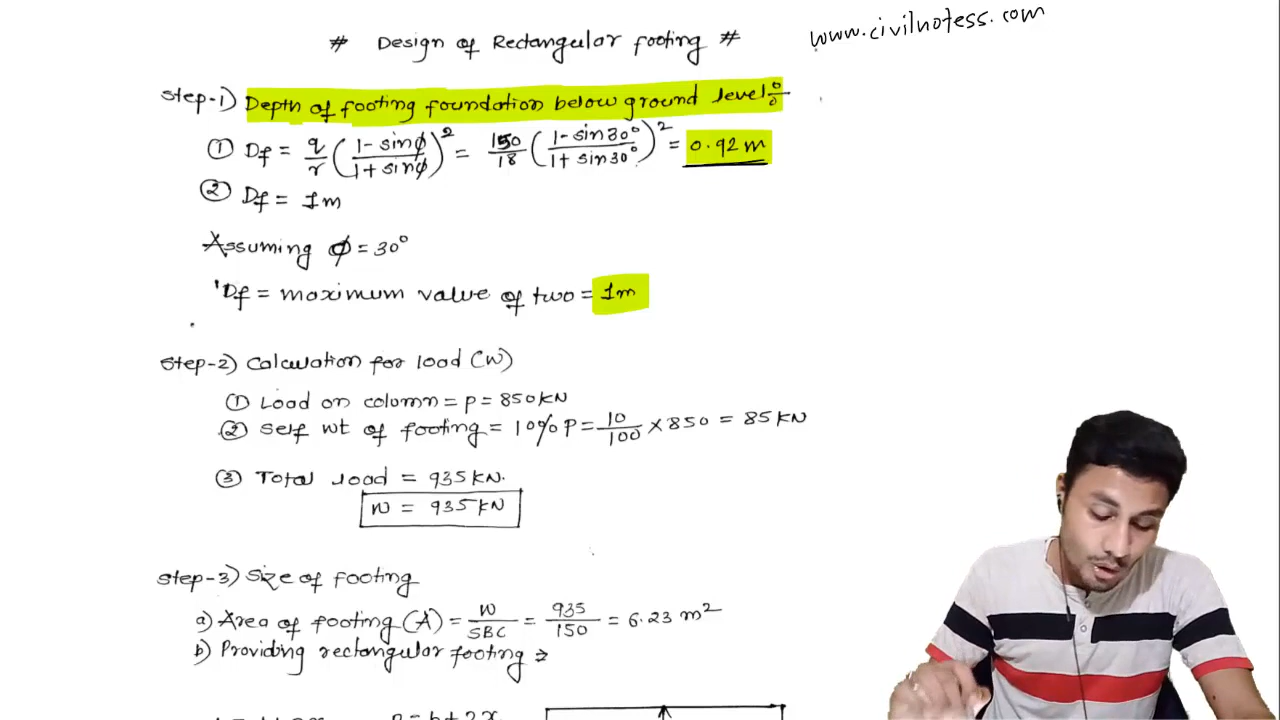 www.civilnotess.com
# Design of Rectangular footing #
Step-1) Depth of footing foundation below ground level:-
① Df = q/r (1-sinϕ/1+sinϕ)² = 150/18 (1-sin30°/1+sin30°)² = 0.92 m
② Df = 1m
Assuming ϕ = 30°
Df = maximum value of two = 1m
Step-2) Calculation for load (W)
① Load on column = P = 850 KN
② Self wt of footing = 10% P = 10/100 × 850 = 85 KN
③ Total load = 935 KN.
W = 935 KN
Step-3) Size of footing
a) Area of footing (A) = W/SBC = 935/150 = 6.23 m²
b) Providing rectangular footing ⇒